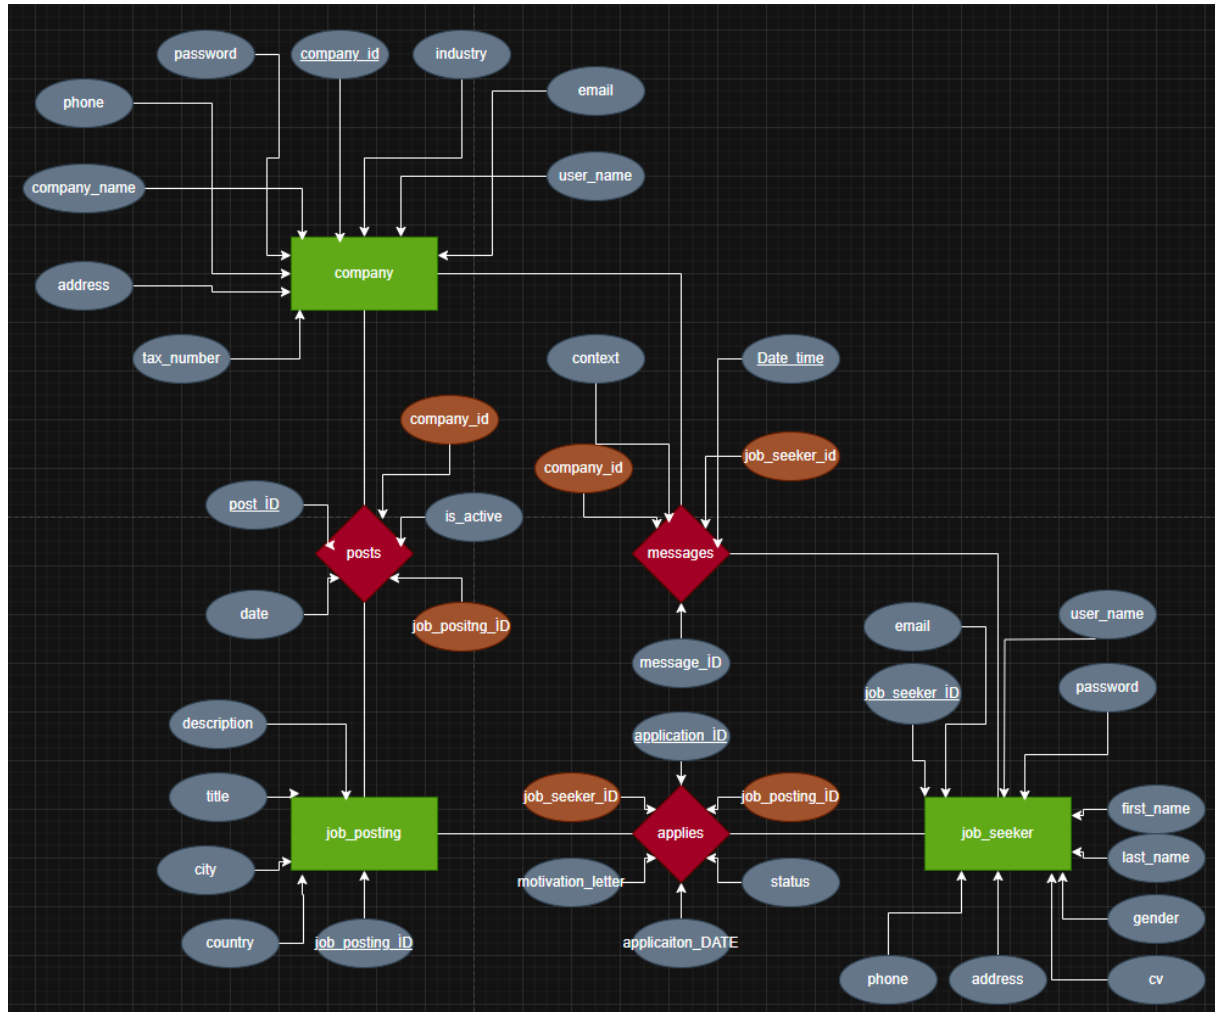 password
company_id
industry
email
phone
company_name
user_name
company
address
tax_number
context
Date_time
company_id
company_id
job_seeker_id
post_İD
is_active
posts
messages
date
job_positng_İD
message_İD
email
user_name
job_seeker_İD
password
description
application_İD
title
job_seeker_İD
job_posting_İD
first_name
job_posting
applies
job_seeker
last_name
city
motivation_letter
status
gender
country
job_posting_İD
applicaiton_DATE
phone
address
cv